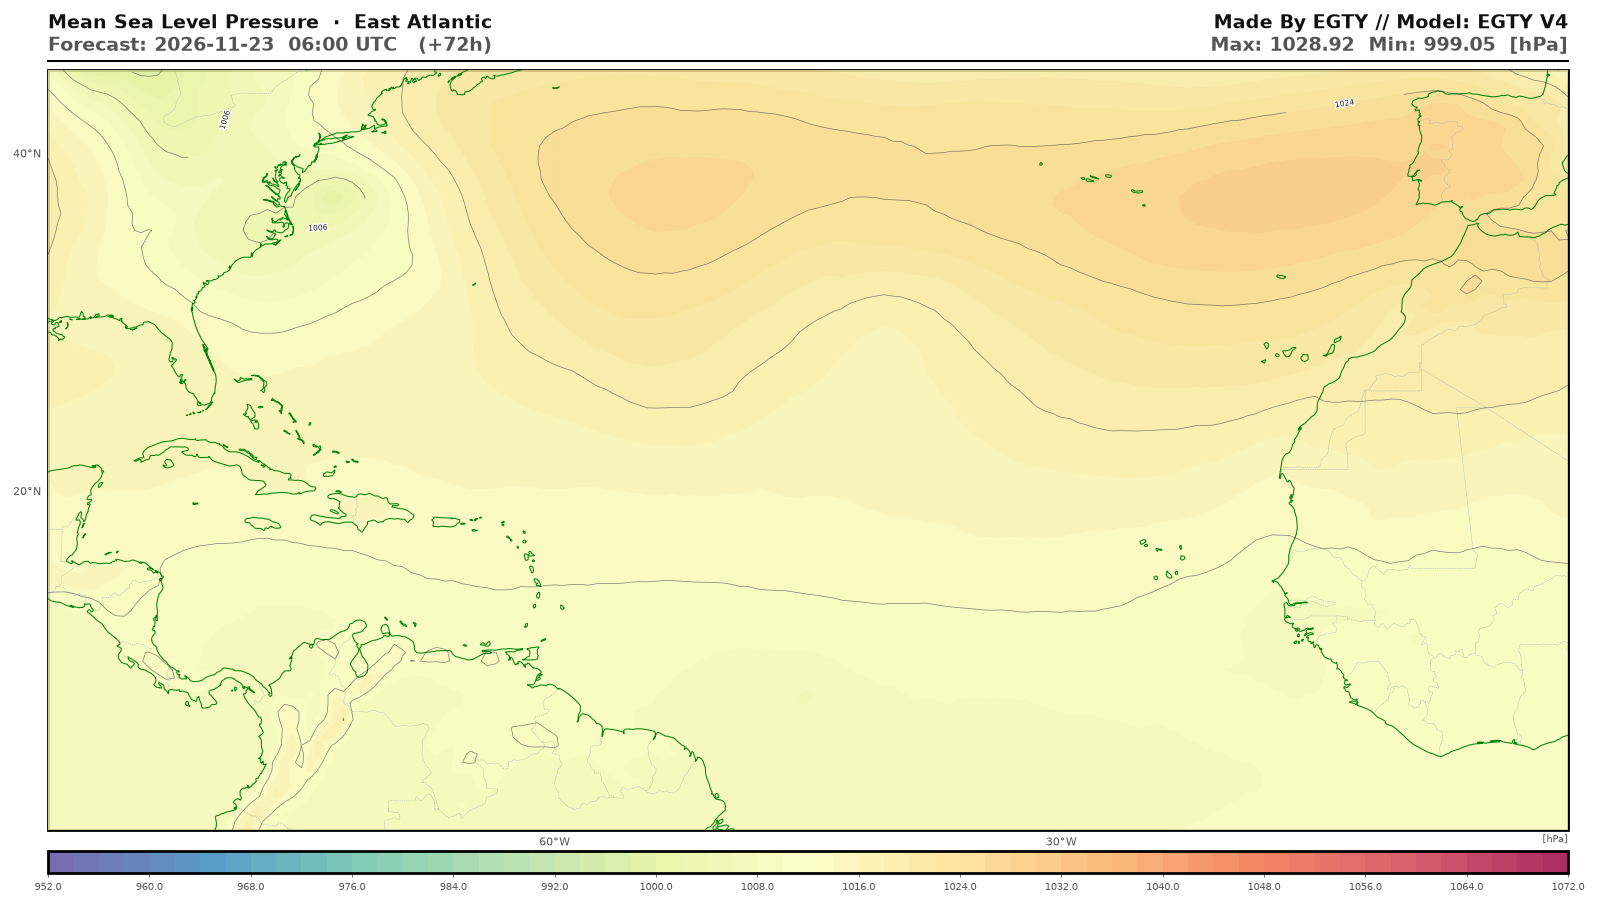 Mean Sea Level Pressure · East Atlantic
Made By EGTY // Model: EGTY V4
Forecast: 2026-11-23 06:00 UTC (+72h)
Max: 1028.92 Min: 999.05 [hPa]
1024
1006
40°N
1006
20°N
60°W
30°W
[hPa]
952.0 960.0 968.0 976.0 984.0 992.0 1000.0 1008.0 1016.0 1024.0 1032.0 1040.0 1048.0 1056.0 1064.0 1072.0